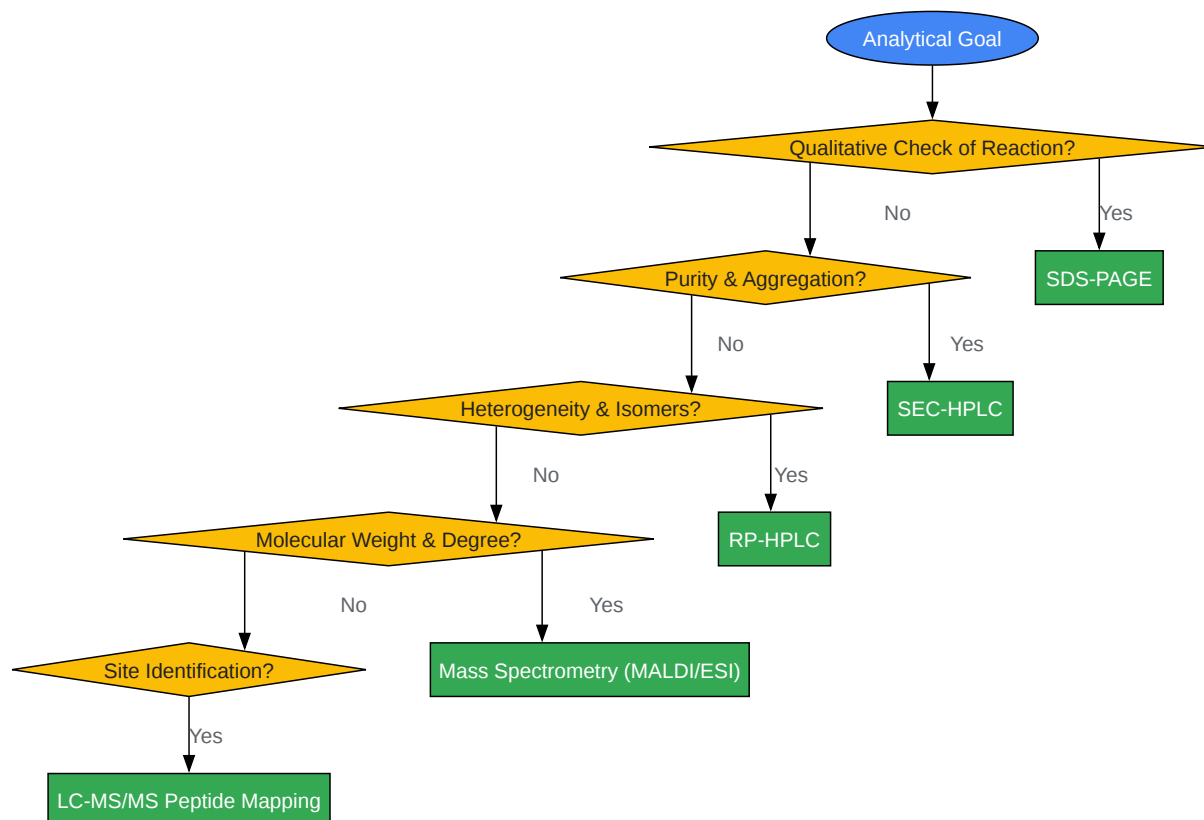 Analytical Goal
Qualitative Check of Reaction?
No
Yes
Purity & Aggregation?
SDS-PAGE
No
Yes
Heterogeneity & Isomers?
SEC-HPLC
No
Yes
Molecular Weight & Degree?
RP-HPLC
No
Yes
Site Identification?
Mass Spectrometry (MALDI/ESI)
Yes
LC-MS/MS Peptide Mapping